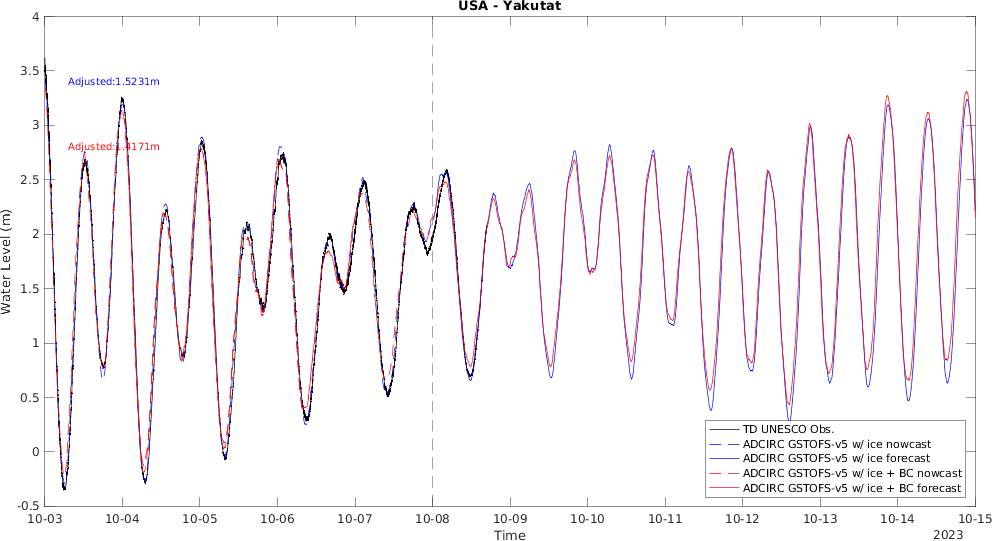 USA - Yakutat
4
3.5
3
2.5
2
1.5
1
0.5
0
-0.5
Water Level (m)
Adjusted:1.5231m
Adjusted:1.4171m
TD UNESCO Obs.
ADCIRC GSTOFS-v5 w/ ice nowcast
ADCIRC GSTOFS-v5 w/ ice forecast
ADCIRC GSTOFS-v5 w/ ice + BC nowcast
ADCIRC GSTOFS-v5 w/ ice + BC forecast
10-03 10-04 10-05 10-06 10-07 10-08 10-09 10-10 10-11 10-12 10-13 10-14 10-15
Time
2023